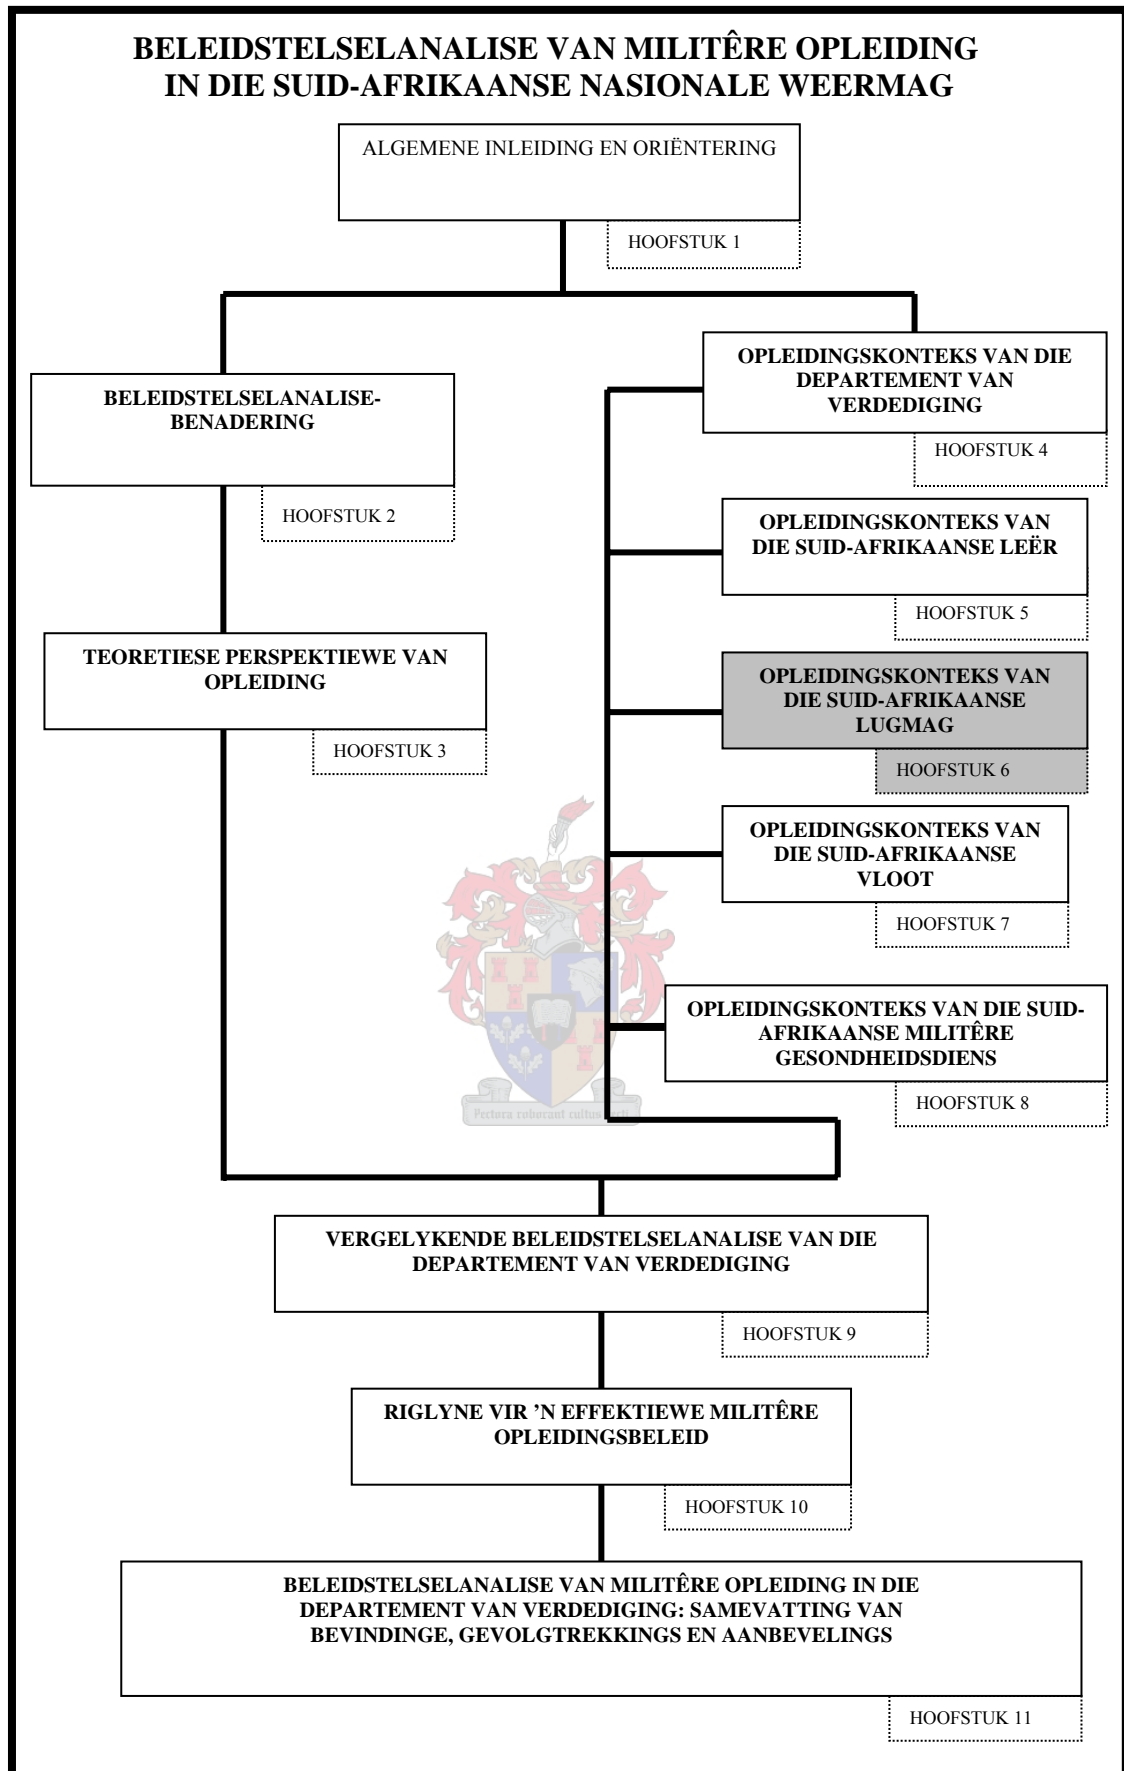 BELEIDSTELSELANALISE VAN MILITÊRE OPLEIDING
IN DIE SUID-AFRIKAANSE NASIONALE WEERMAG
ALGEMENE INLEIDING EN ORIËNTERING
HOOFSTUK 1
BELEIDSTELSELANALISE-
BENADERING
HOOFSTUK 2
TEORETIESE PERSPEKTIEWE VAN
OPLEIDING
HOOFSTUK 3
OPLEIDINGSKONTEKS VAN DIE
DEPARTEMENT VAN
VERDEDIGING
HOOFSTUK 4
OPLEIDINGSKONTEKS VAN
DIE SUID-AFRIKAANSE LEËR
HOOFSTUK 5
OPLEIDINGSKONTEKS VAN
DIE SUID-AFRIKAANSE
LUGMAG
HOOFSTUK 6
OPLEIDINGSKONTEKS VAN
DIE SUID-AFRIKAANSE
VLOOT
HOOFSTUK 7
OPLEIDINGSKONTEKS VAN DIE SUID-
AFRIKAANSE MILITÊRE
GESONDHEIDSDIENS
HOOFSTUK 8
Pectora roborant cultus recti
VERGELYKENDE BELEIDSTELSELANALISE VAN DIE
DEPARTEMENT VAN VERDEDIGING
HOOFSTUK 9
RIGLYNE VIR ’N EFFEKTIEWE MILITÊRE
OPLEIDINGSBELEID
HOOFSTUK 10
BELEIDSTELSELANALISE VAN MILITÊRE OPLEIDING IN DIE
DEPARTEMENT VAN VERDEDIGING: SAMEVATTING VAN
BEVINDINGE, GEVOLGTREKKINGS EN AANBEVELINGS
HOOFSTUK 11